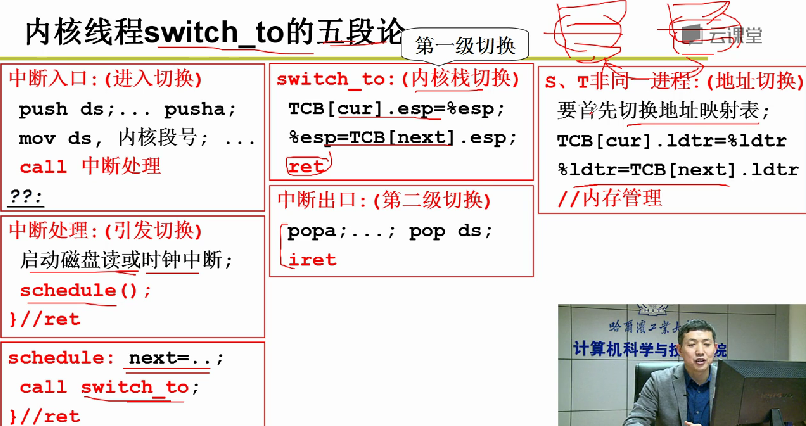 内核线程switch_to的五段论
第一级切换
云课堂
中断入口:(进入切换)
push ds;... pusha;
mov ds, 内核段号; ...
call 中断处理
??:
中断处理:(引发切换)
启动磁盘读或时钟中断;
schedule();
}//ret
schedule: next=..;
call switch_to;
}//ret
switch_to:(内核栈切换)
TCB[cur].esp=%esp;
%esp=TCB[next].esp;
ret
中断出口:(第二级切换)
popa;...; pop ds;
iret
S、T非同一进程:(地址切换)
要首先切换地址映射表;
TCB[cur].ldtr=%ldtr
%ldtr=TCB[next].ldtr
//内存管理
哈尔滨工业大
计算机科学与技
院